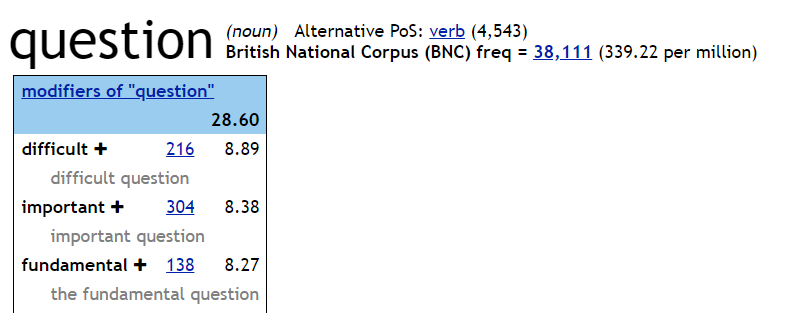 question (noun) Alternative PoS: verb (4,543)
British National Corpus (BNC) freq = 38,111 (339.22 per million)
modifiers of "question"
28.60
difficult + 216 8.89
difficult question
important + 304 8.38
important question
fundamental + 138 8.27
the fundamental question